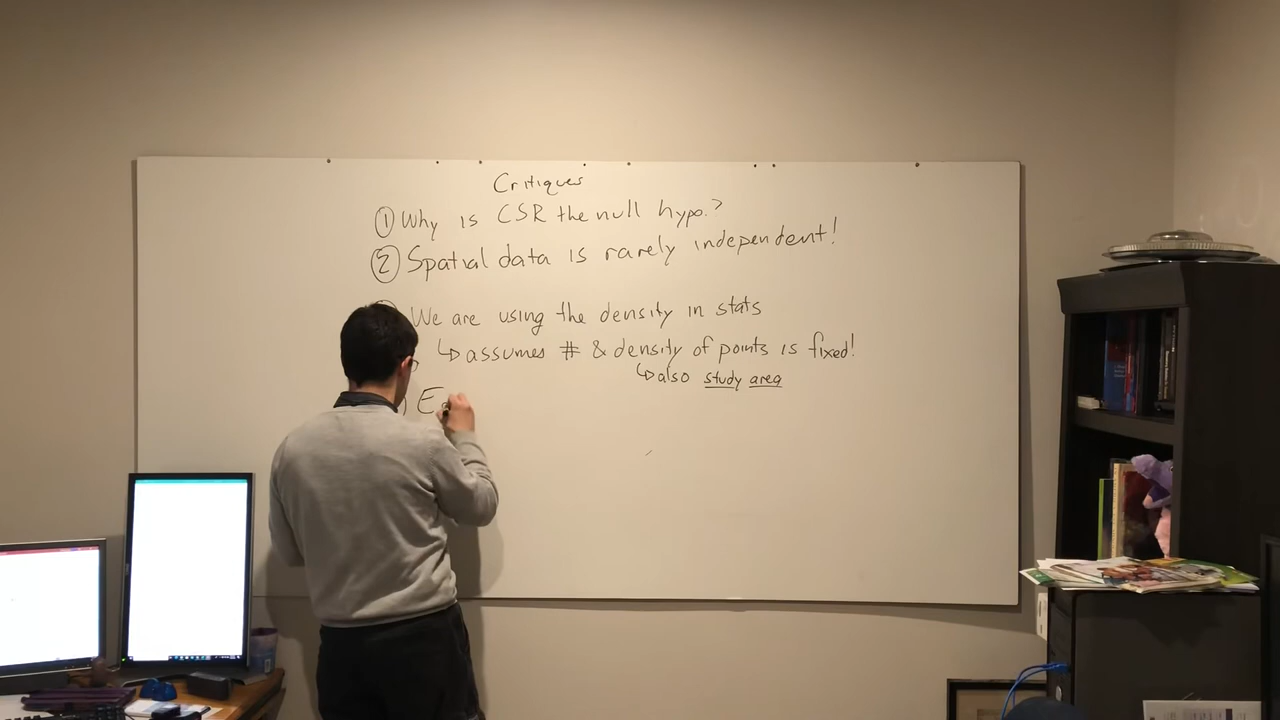 Critiques
① Why is CSR the null hypo.?
② Spatial data is rarely independent!
We are using the density in stats
↳ assumes # & density of points is fixed!
↳ also study area
) E